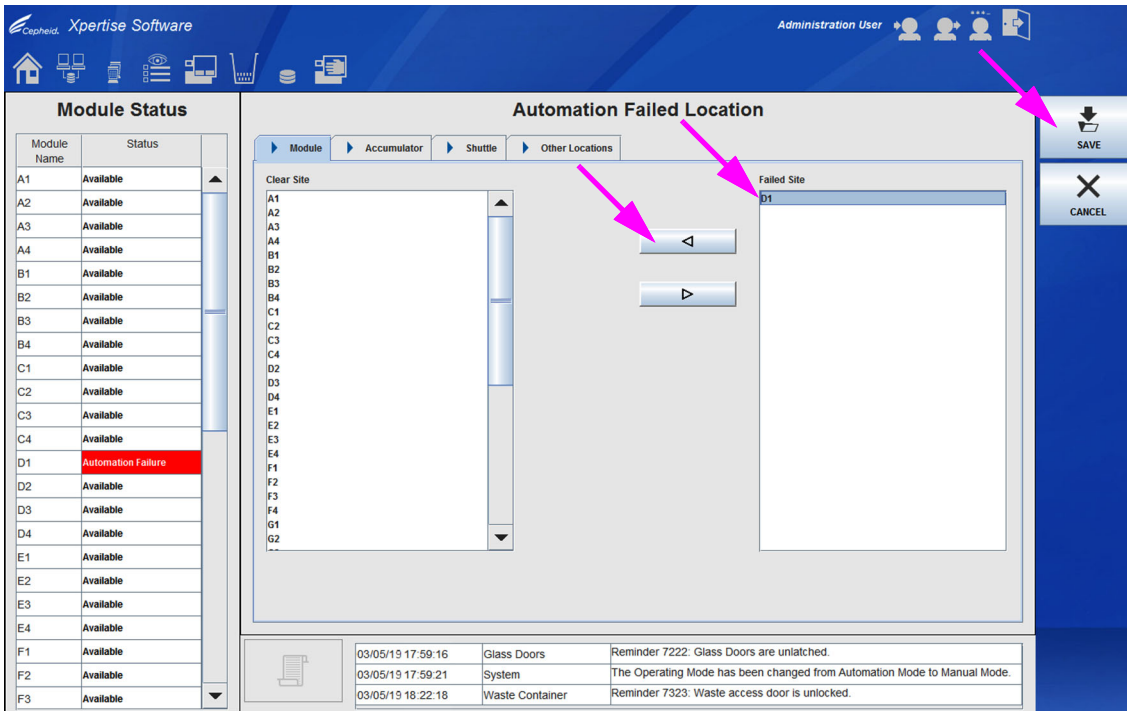 Cepheid. Xpertise Software
Administration User
Module Status
Module Name Status
A1 Available
A2 Available
A3 Available
A4 Available
B1 Available
B2 Available
B3 Available
B4 Available
C1 Available
C2 Available
C3 Available
C4 Available
D1 Automation Failure
D2 Available
D3 Available
D4 Available
E1 Available
E2 Available
E3 Available
E4 Available
F1 Available
F2 Available
F3 Available
Automation Failed Location
Module Accumulator Shuttle Other Locations
Clear Site
A1
A2
A3
A4
B1
B2
B3
B4
C1
C2
C3
C4
D2
D3
D4
E1
E2
E3
E4
F1
F2
F3
F4
G1
G2
Failed Site
D1
SAVE
CANCEL
03/05/19 17:59:16 Glass Doors Reminder 7222: Glass Doors are unlatched.
03/05/19 17:59:21 System The Operating Mode has been changed from Automation Mode to Manual Mode.
03/05/19 18:22:18 Waste Container Reminder 7323: Waste access door is unlocked.